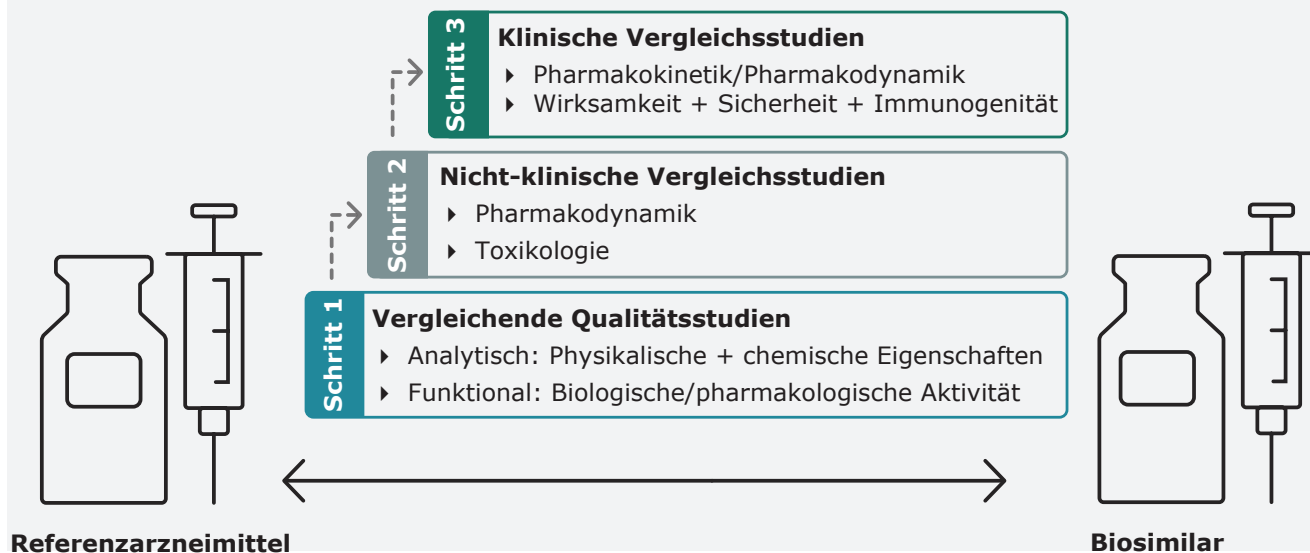 Schritt 3
Klinische Vergleichsstudien
Pharmakokinetik/Pharmakodynamik
Wirksamkeit + Sicherheit + Immunogenität
Schritt 2
Nicht-klinische Vergleichsstudien
Pharmakodynamik
Toxikologie
Schritt 1
Vergleichende Qualitätsstudien
Analytisch: Physikalische + chemische Eigenschaften
Funktional: Biologische/pharmakologische Aktivität
Referenzarzneimittel
Biosimilar